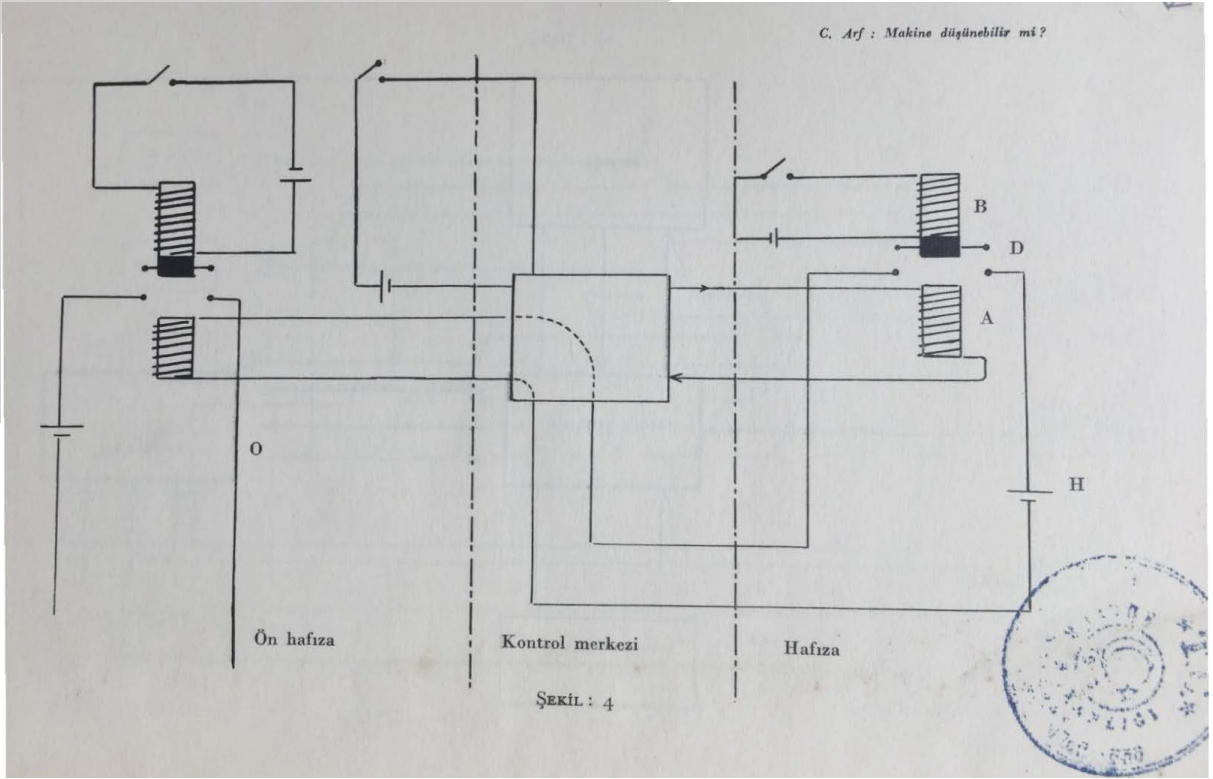 C. Arf : Makine düşünebilir mi ?
B
D
A
O
H
Ön hafıza
Kontrol merkezi
Hafıza
ŞEKİL : 4